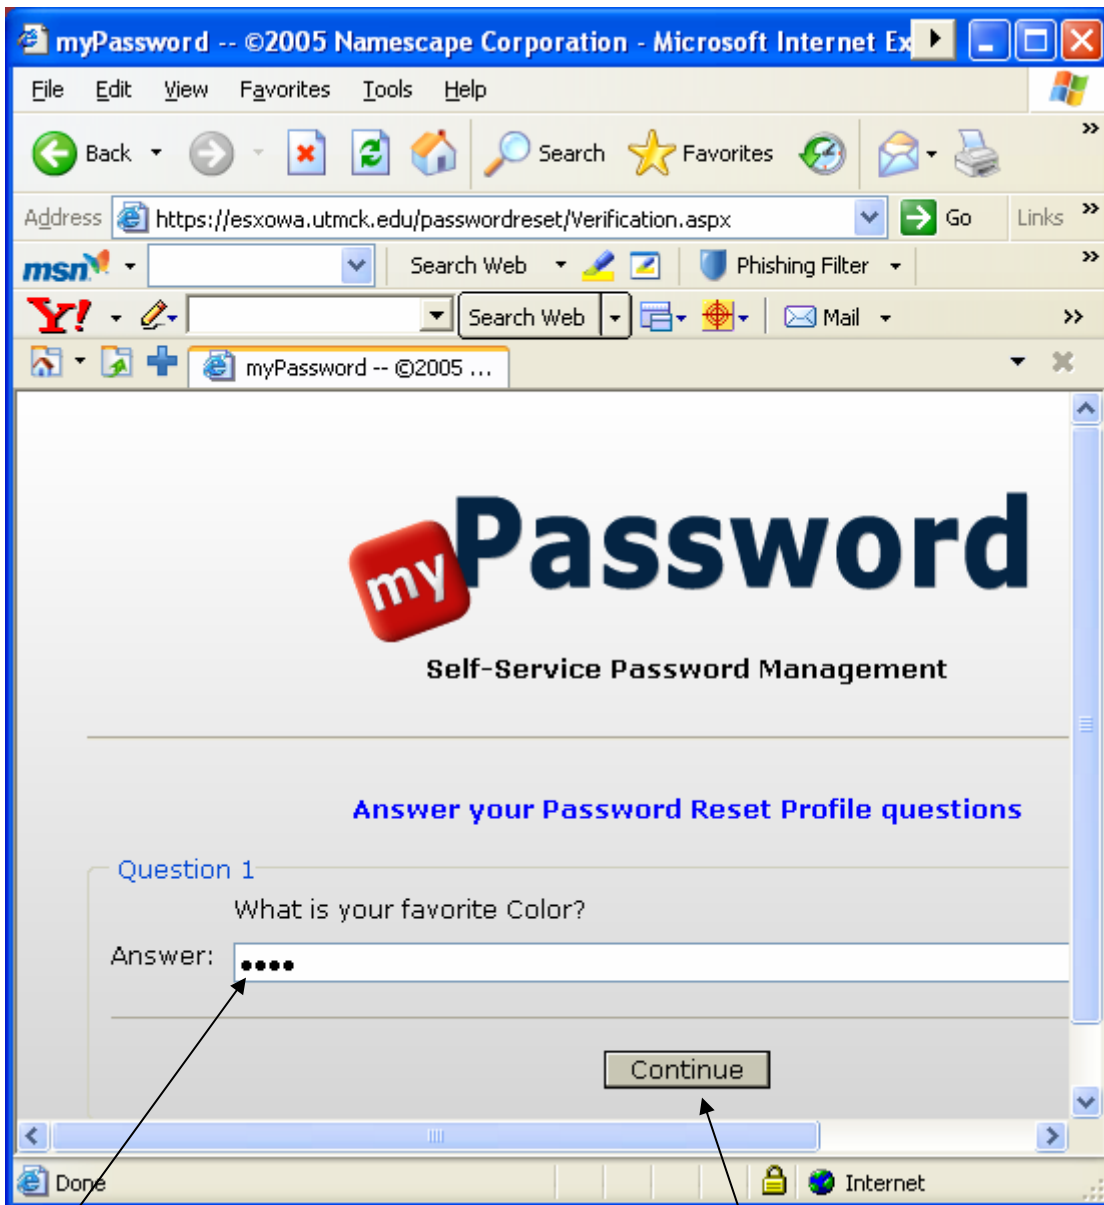 myPassword -- ©2005 Namescape Corporation - Microsoft Internet Ex
File Edit View Favorites Tools Help
Back Search Favorites »
Address https://esxowa.utmck.edu/passwordreset/Verification.aspx Go Links »
msn Search Web Phishing Filter »
Y! Search Web Mail »
myPassword -- ©2005 ...
myPassword
Self-Service Password Management
Answer your Password Reset Profile questions
Question 1
What is your favorite Color?
Answer: ••••
Continue
Done Internet